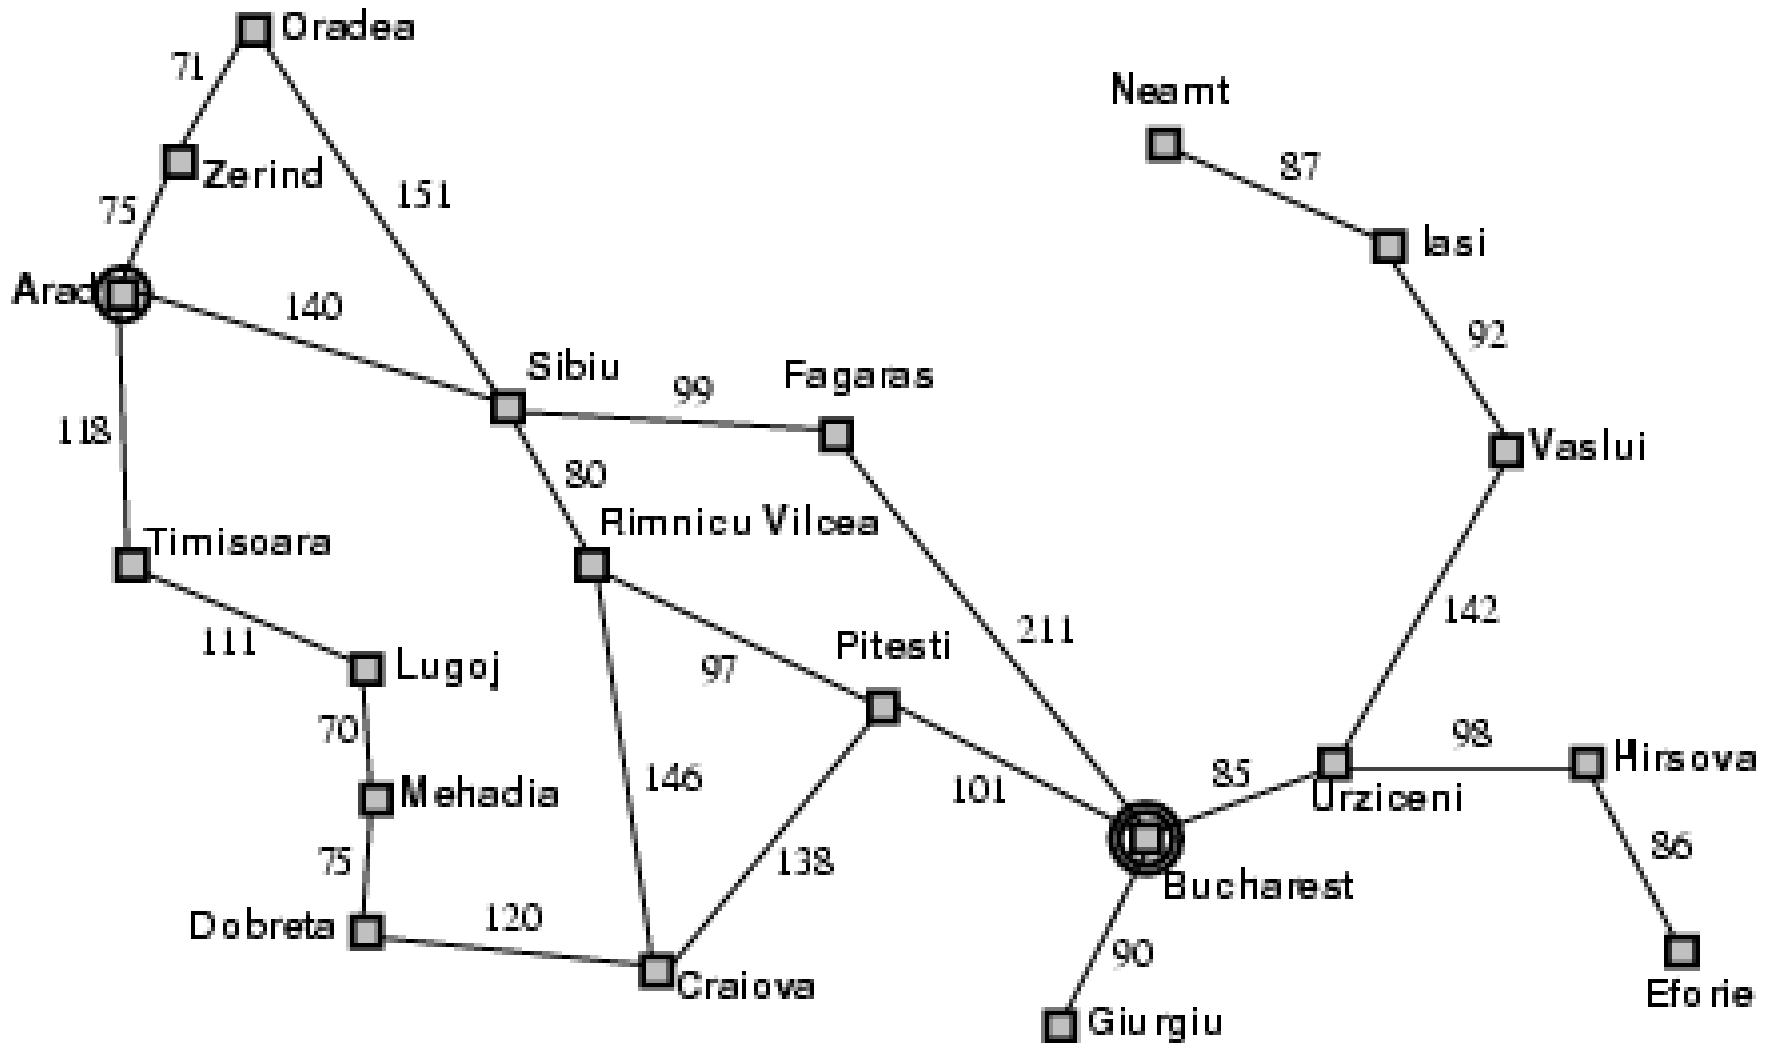 Oradea
71
Neamt
Zerind
87
151
75
Iasi
Arad
140
92
Sibiu
Fagaras
99
118
Vaslui
80
Rimnicu Vilcea
Timisoara
142
211
111
Pitesti
97
Lugoj
70
98
Hirsova
146
85
101
Mehadia
Urziceni
86
75
138
Bucharest
120
Dobreta
90
Craiova
Eforie
Giurgiu